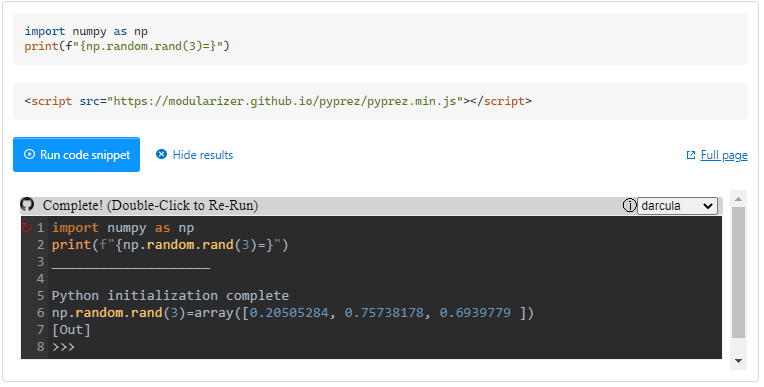 import numpy as np
print(f"{np.random.rand(3)=}")
<script src="https://modularizer.github.io/pyprez/pyprez.min.js"></script>
Run code snippet
Hide results
Full page
Complete! (Double-Click to Re-Run)
i darcula
1 import numpy as np
2 print(f"{np.random.rand(3)=}")
3 ____________________
4
5 Python initialization complete
6 np.random.rand(3)=array([0.20505284, 0.75738178, 0.6939779 ])
7 [Out]
8 >>>